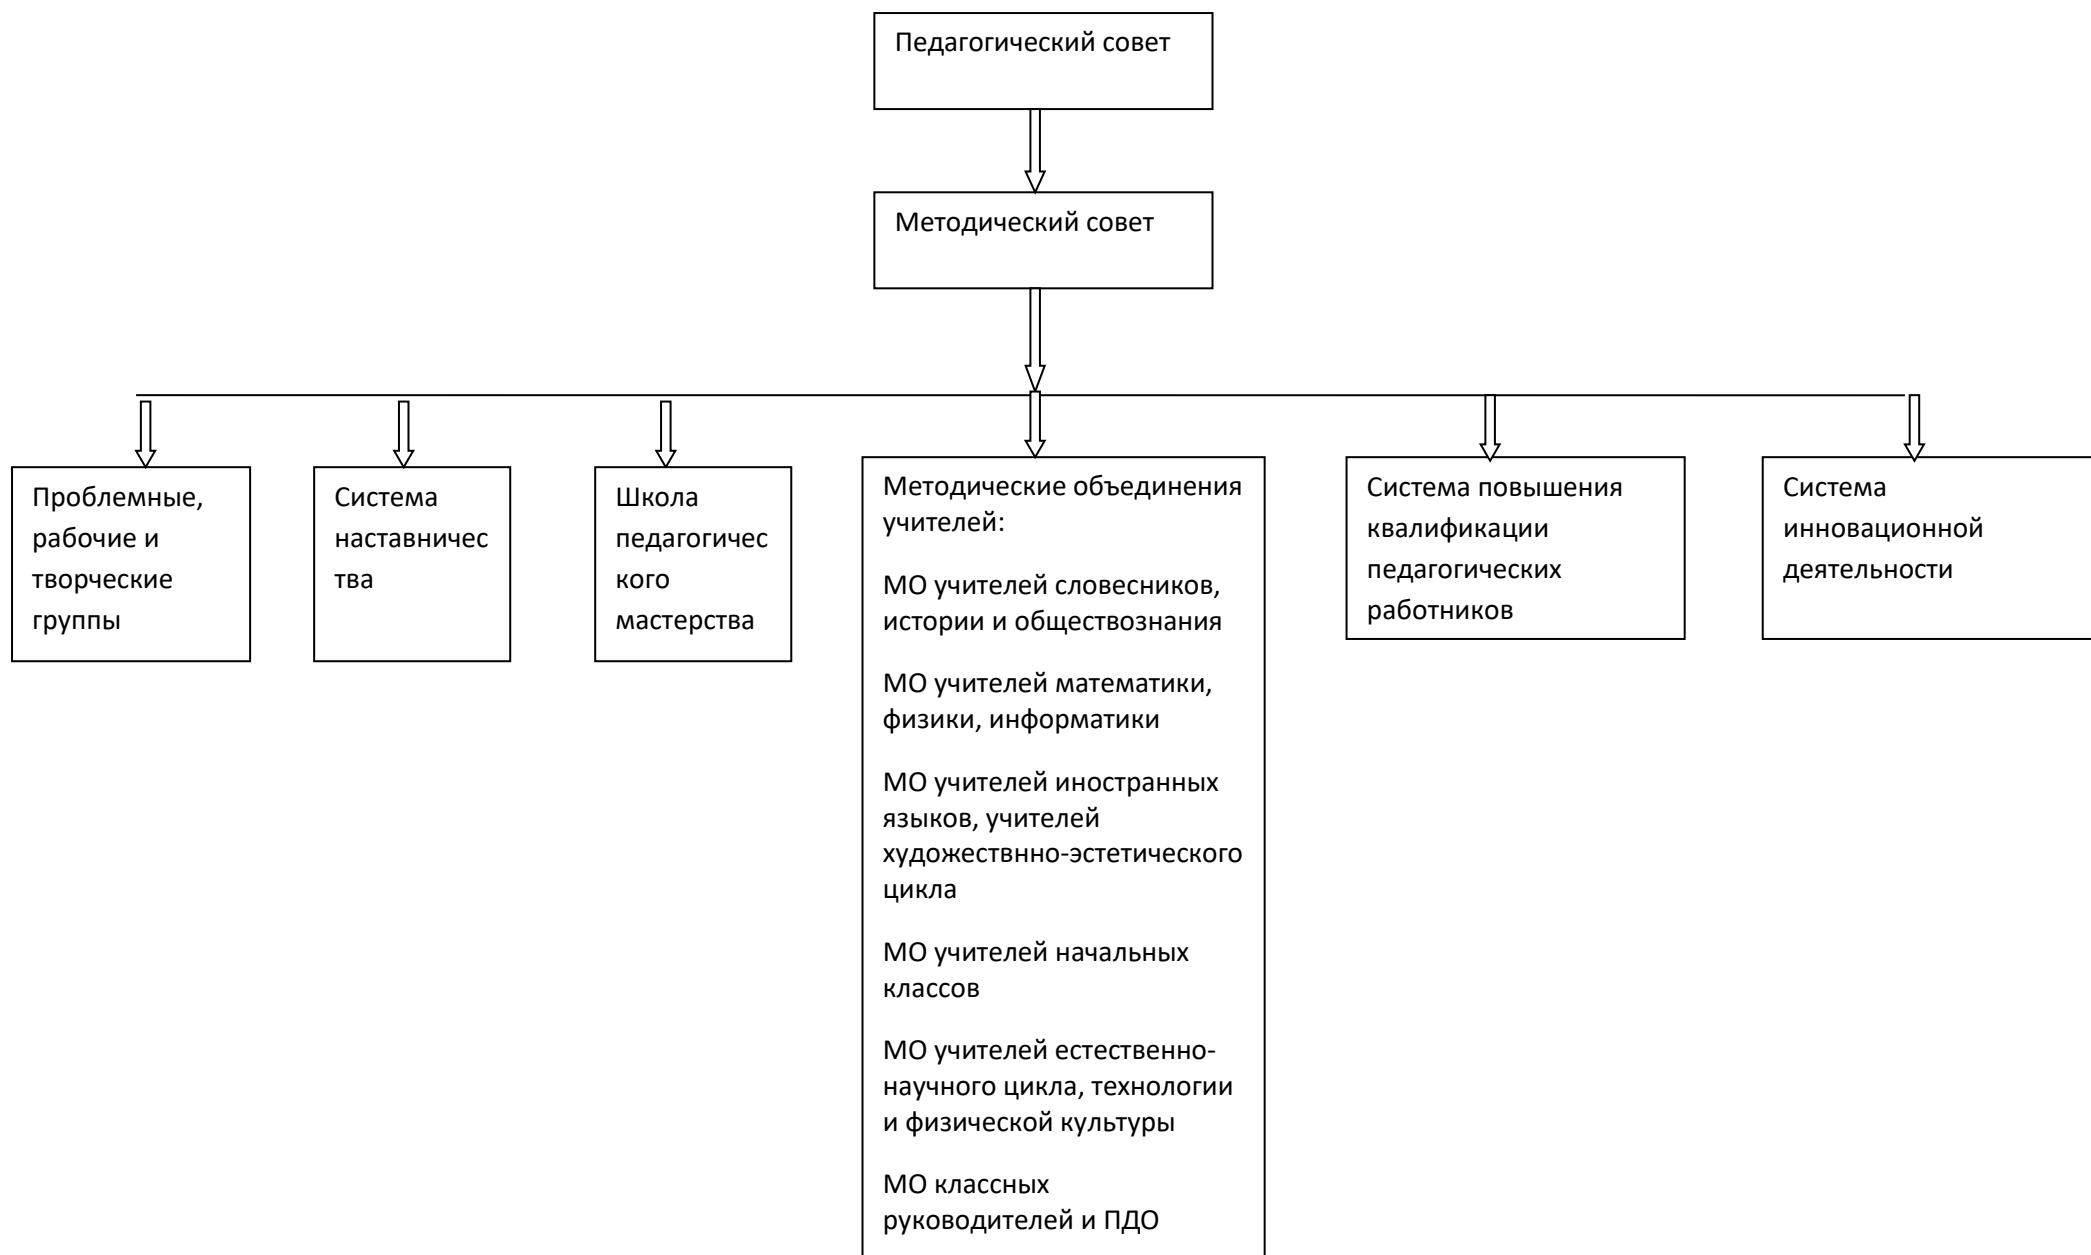 Педагогический совет
Методический совет
Проблемные,
рабочие и
творческие
группы
Система
наставничес
тва
Школа
педагогичес
кого
мастерства
Методические объединения
учителей:
МО учителей словесников,
истории и обществознания
МО учителей математики,
физики, информатики
МО учителей иностранных
языков, учителей
художествнно-эстетического
цикла
МО учителей начальных
классов
МО учителей естественно-
научного цикла, технологии
и физической культуры
МО классных
руководителей и ПДО
Система повышения
квалификации
педагогических
работников
Система
инновационной
деятельности